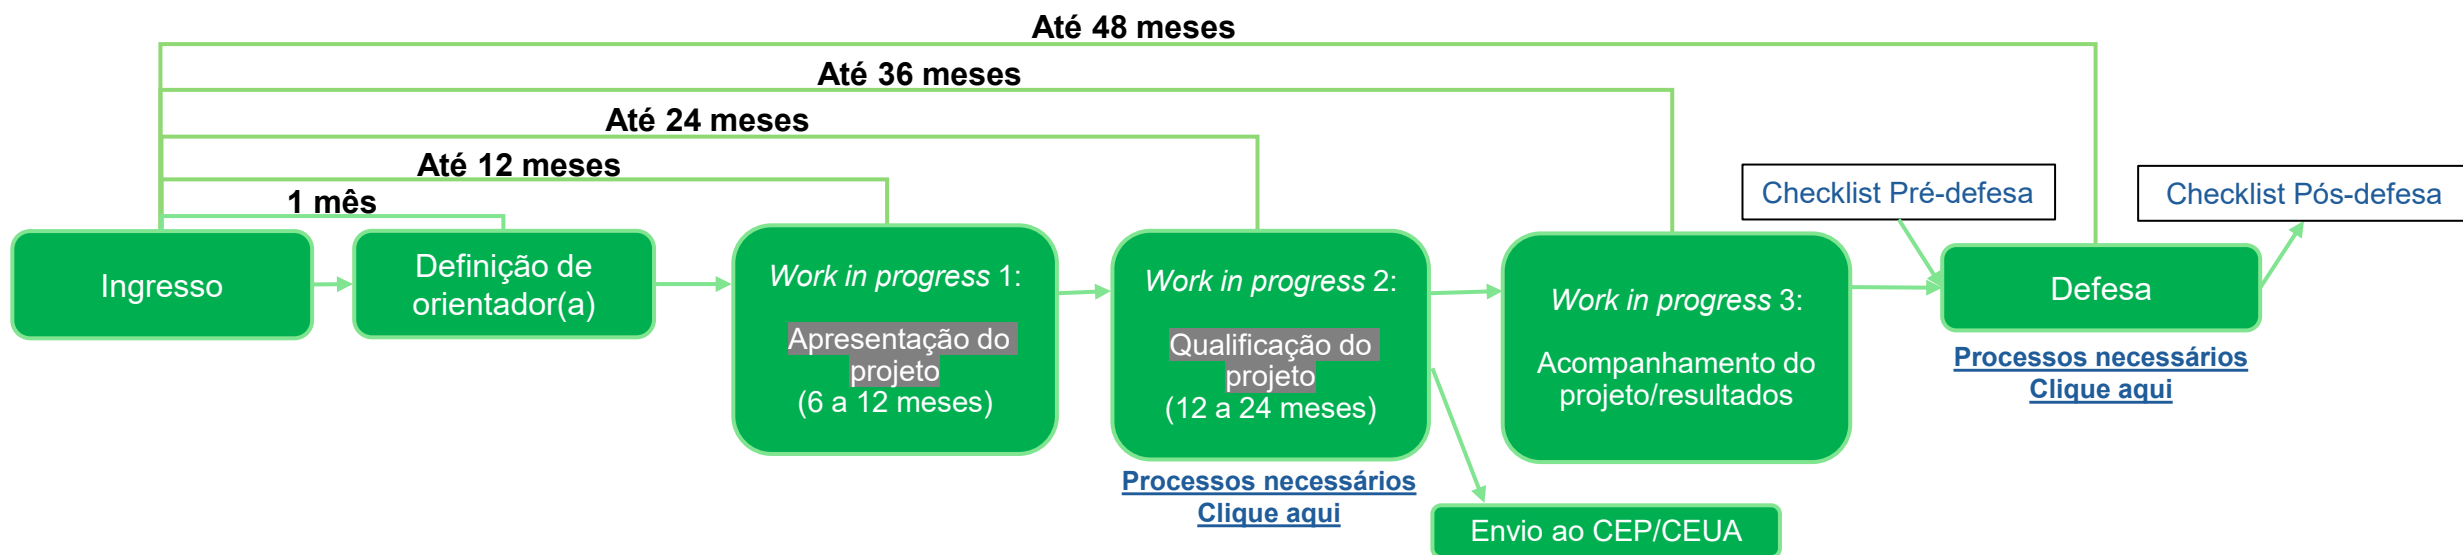 Até 48 meses
Até 36 meses
Até 24 meses
Até 12 meses
1 mês
Ingresso
Definição de
orientador(a)
Work in progress 1:
Apresentação do
projeto
(6 a 12 meses)
Work in progress 2:
Qualificação do
projeto
(12 a 24 meses)
Processos necessários
Clique aqui
Envio ao CEP/CEUA
Work in progress 3:
Acompanhamento do
projeto/resultados
Checklist Pré-defesa
Defesa
Processos necessários
Clique aqui
Checklist Pós-defesa